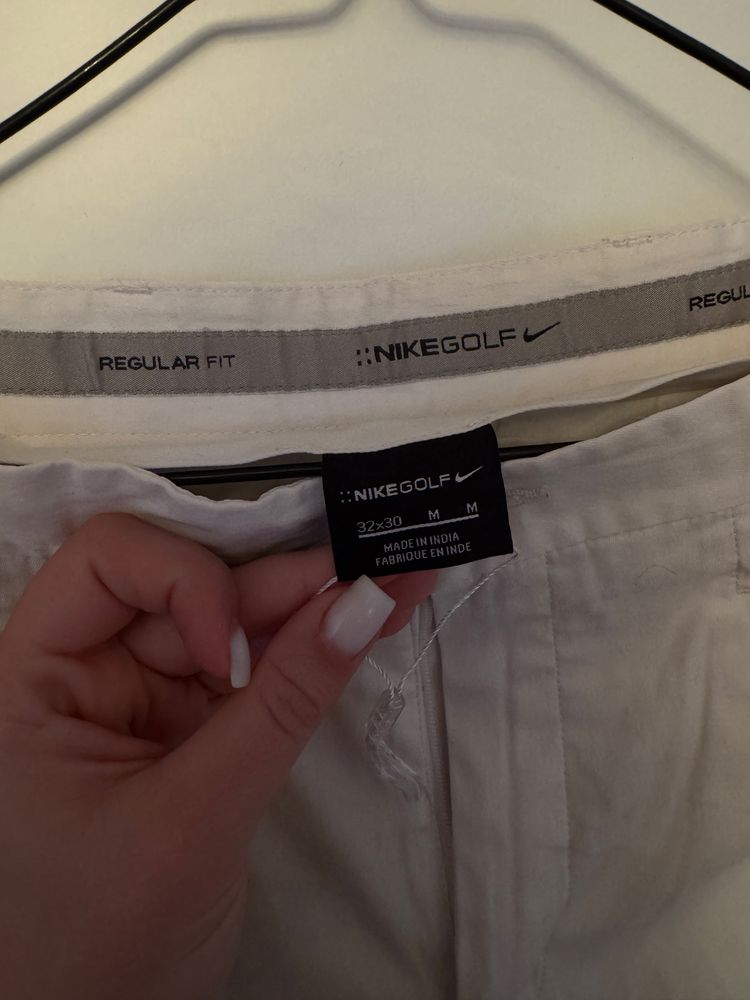 REGULAR FIT
::NIKEGOLF
REGUL
::NIKEGOLF
32x30 M M
MADE IN INDIA
FABRIQUE EN INDE